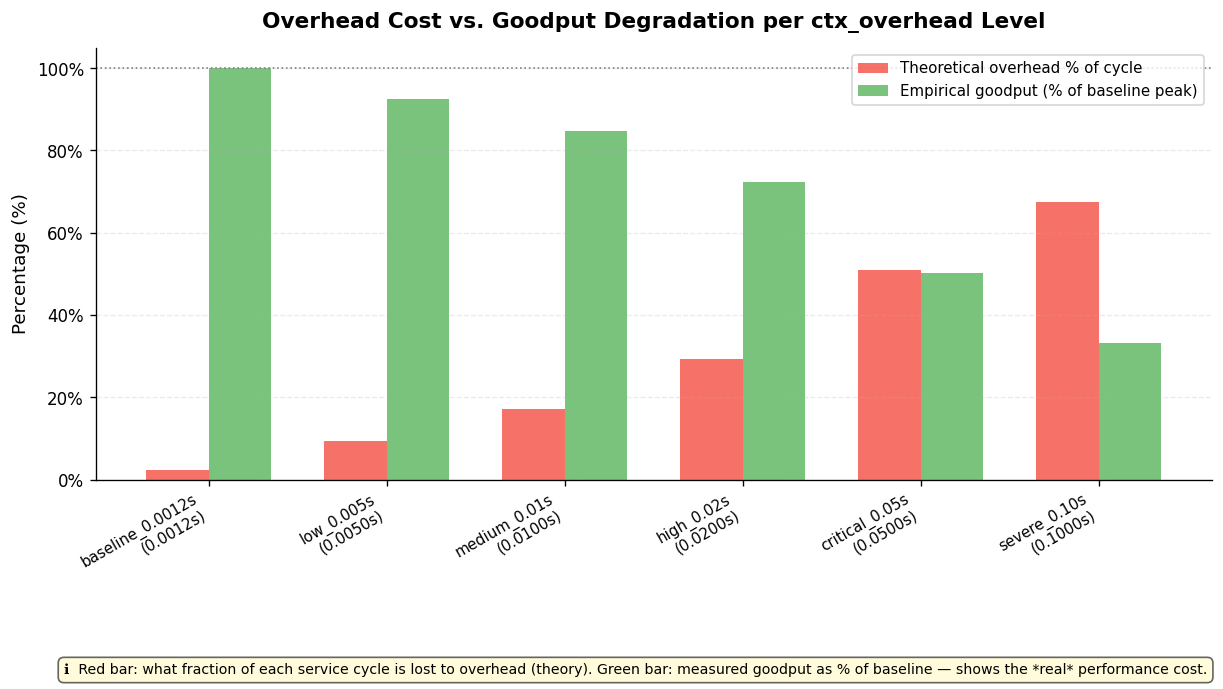 Overhead Cost vs. Goodput Degradation per ctx_overhead Level
Theoretical overhead % of cycle
Empirical goodput (% of baseline peak)
Percentage (%)
100%
80%
60%
40%
20%
0%
baseline_0.0012s
(0.0012s)
low_0.005s
(0.0050s)
medium_0.01s
(0.0100s)
high_0.02s
(0.0200s)
critical_0.05s
(0.0500s)
severe_0.10s
(0.1000s)
ℹ Red bar: what fraction of each service cycle is lost to overhead (theory). Green bar: measured goodput as % of baseline — shows the *real* performance cost.